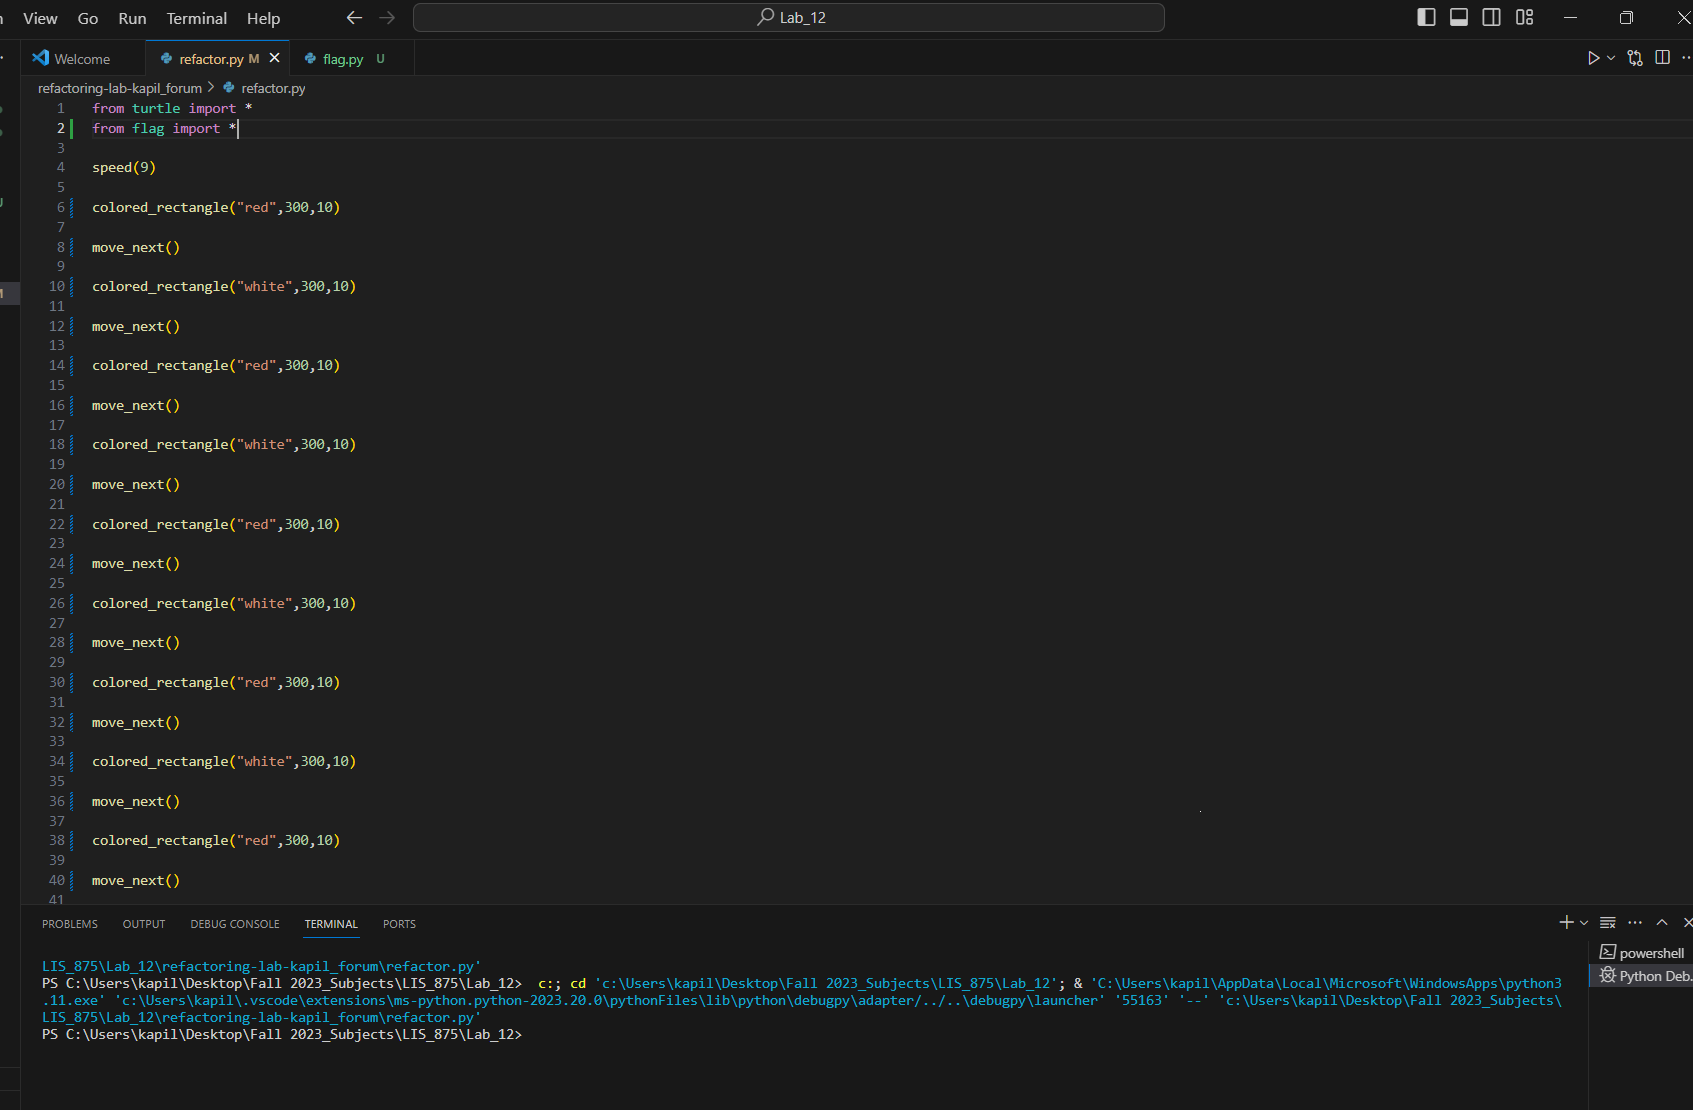 View Go Run Terminal Help Lab_12
Welcome refactor.py M flag.py U
refactoring-lab-kapil_forum > refactor.py
1 from turtle import *
2 from flag import *
3
4 speed(9)
5
6 colored_rectangle("red",300,10)
7
8 move_next()
9
10 colored_rectangle("white",300,10)
11
12 move_next()
13
14 colored_rectangle("red",300,10)
15
16 move_next()
17
18 colored_rectangle("white",300,10)
19
20 move_next()
21
22 colored_rectangle("red",300,10)
23
24 move_next()
25
26 colored_rectangle("white",300,10)
27
28 move_next()
29
30 colored_rectangle("red",300,10)
31
32 move_next()
33
34 colored_rectangle("white",300,10)
35
36 move_next()
37
38 colored_rectangle("red",300,10)
39
40 move_next()
41
PROBLEMS OUTPUT DEBUG CONSOLE TERMINAL PORTS
powershell
Python Deb...
LIS_875\Lab_12\refactoring-lab-kapil_forum\refactor.py'
PS C:\Users\kapil\Desktop\Fall 2023_Subjects\LIS_875\Lab_12> c:; cd 'c:\Users\kapil\Desktop\Fall 2023_Subjects\LIS_875\Lab_12'; & 'C:\Users\kapil\AppData\Local\Microsoft\WindowsApps\python3
.11.exe' 'c:\Users\kapil\.vscode\extensions\ms-python.python-2023.20.0\pythonFiles\lib\python\debugpy\adapter/../..\debugpy\launcher' '55163' '--' 'c:\Users\kapil\Desktop\Fall 2023_Subjects\
LIS_875\Lab_12\refactoring-lab-kapil_forum\refactor.py'
PS C:\Users\kapil\Desktop\Fall 2023_Subjects\LIS_875\Lab_12>